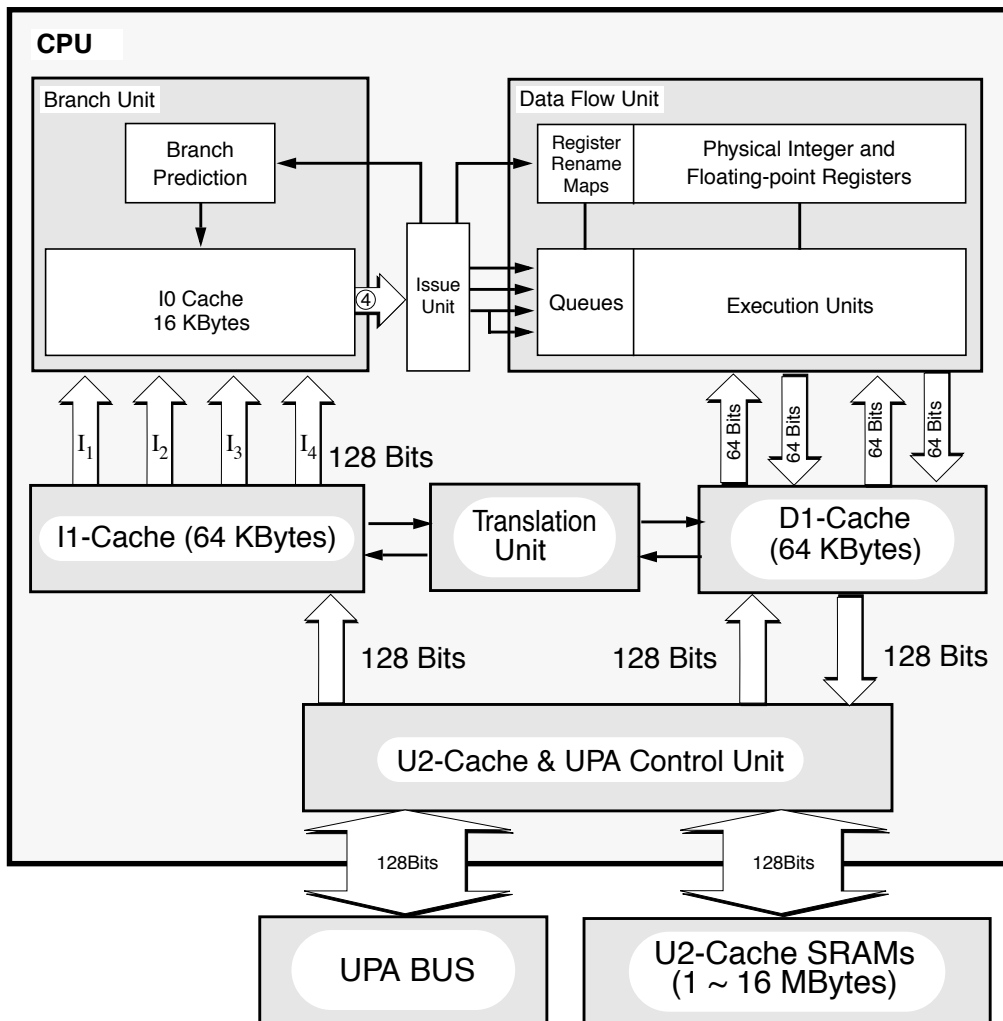 CPU
Branch Unit
Data Flow Unit
Branch
Prediction
Register
Rename
Maps
Physical Integer and
Floating-point Registers
I0 Cache
16 KBytes
4
Issue
Unit
Queues
Execution Units
I1
I2
I3
I4
128 Bits
64 Bits
64 Bits
64 Bits
64 Bits
I1-Cache (64 KBytes)
Translation
Unit
D1-Cache
(64 KBytes)
128 Bits
128 Bits
128 Bits
U2-Cache & UPA Control Unit
128Bits
128Bits
UPA BUS
U2-Cache SRAMs
(1 ~ 16 MBytes)